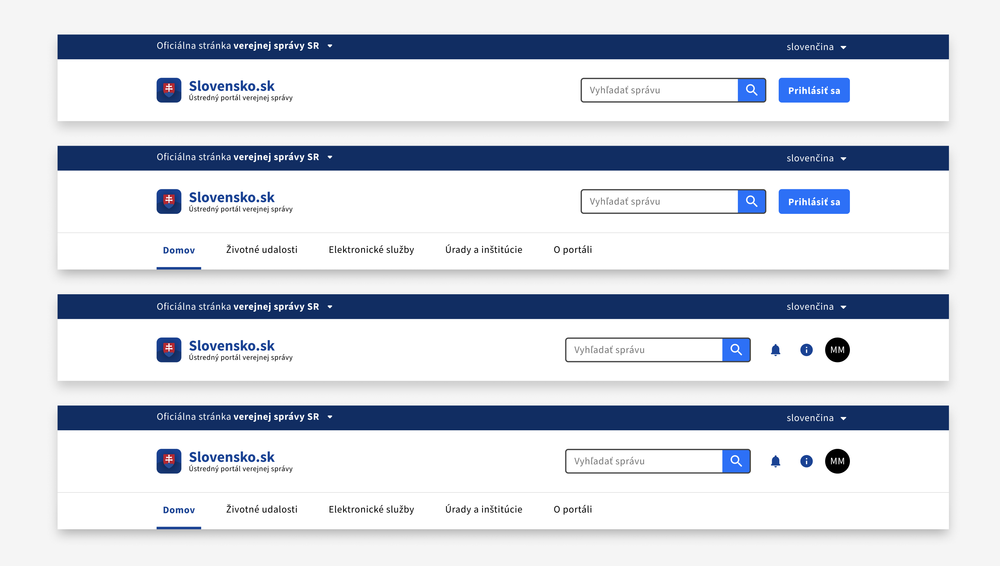 Oficiálna stránka verejnej správy SR slovenčina
Slovensko.sk
Ústredný portál verejnej správy
Vyhľadať správu Prihlásiť sa
Oficiálna stránka verejnej správy SR slovenčina
Slovensko.sk
Ústredný portál verejnej správy
Vyhľadať správu Prihlásiť sa
Domov Životné udalosti Elektronické služby Úrady a inštitúcie O portáli
Oficiálna stránka verejnej správy SR slovenčina
Slovensko.sk
Ústredný portál verejnej správy
Vyhľadať správu MM
Oficiálna stránka verejnej správy SR slovenčina
Slovensko.sk
Ústredný portál verejnej správy
Vyhľadať správu MM
Domov Životné udalosti Elektronické služby Úrady a inštitúcie O portáli